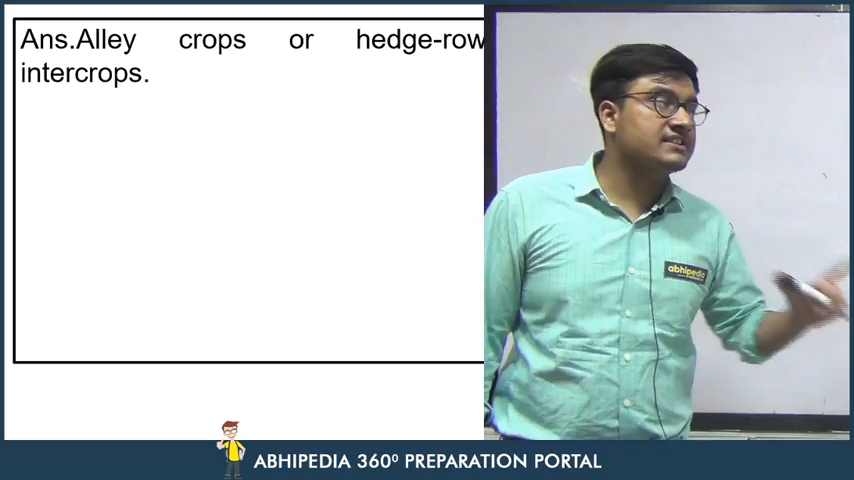 Ans.Alley crops or hedge-row
intercrops.
abhipedia
ABHIPEDIA 360⁰ PREPARATION PORTAL